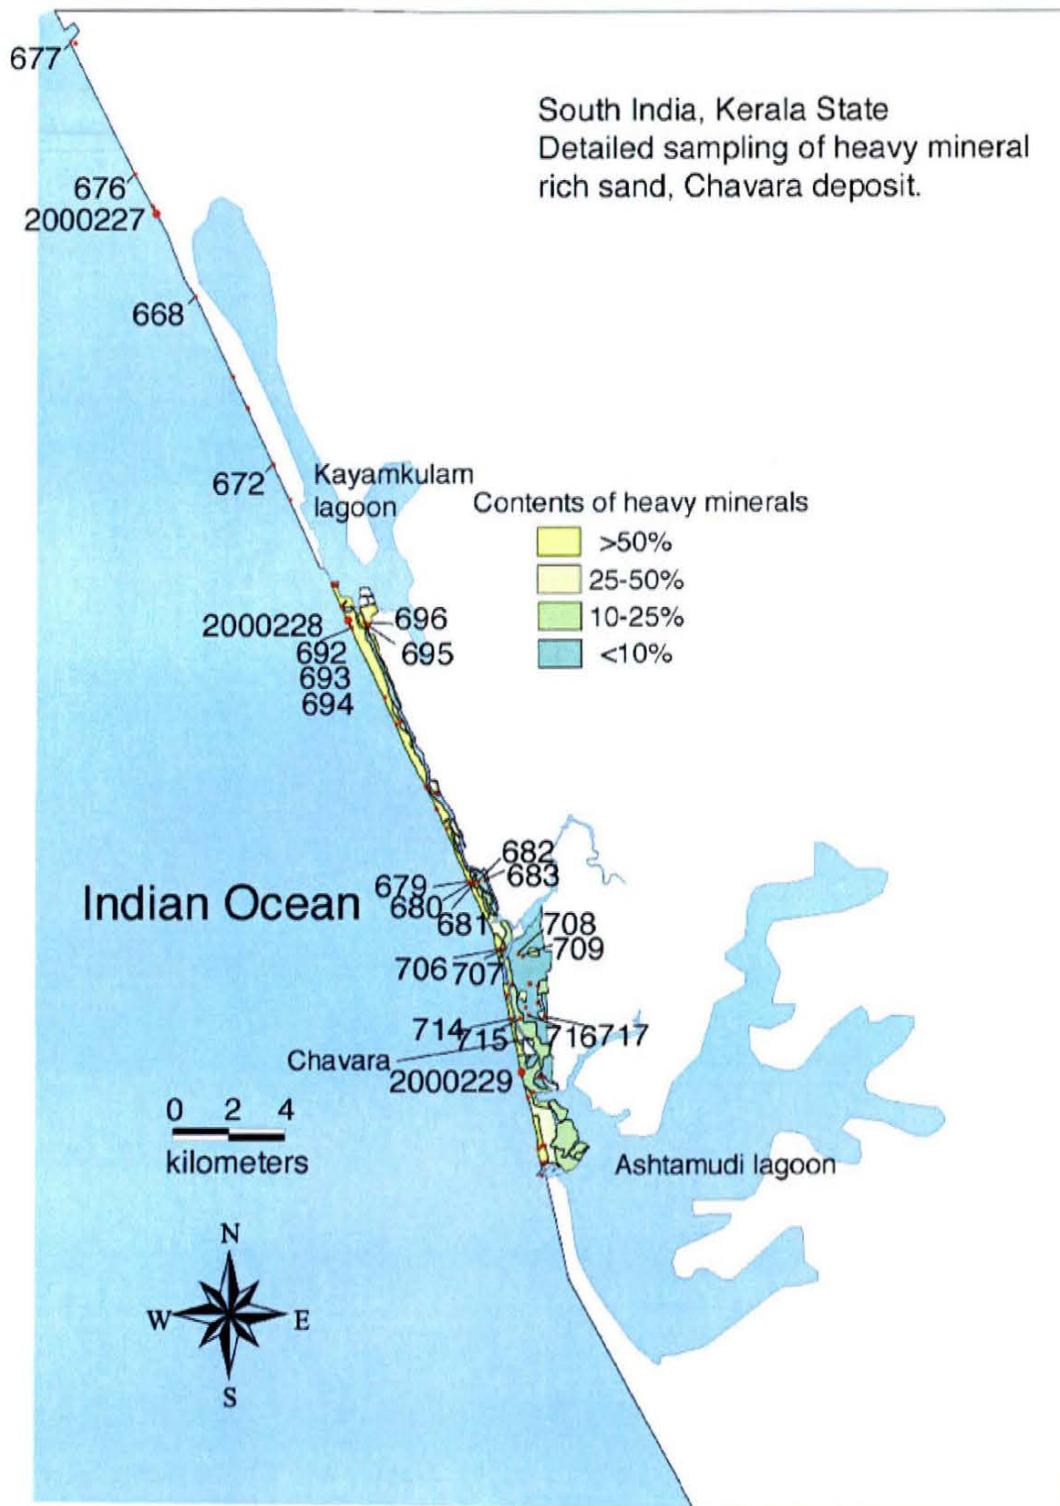 677
South India, Kerala State
Detailed sampling of heavy mineral
rich sand, Chavara deposit.
676
2000227
668
672
Kayamkulam
lagoon
Contents of heavy minerals
>50%
25-50%
10-25%
<10%
2000228
696
692
695
693
694
682
679
683
680
681
Indian Ocean
708
709
706
707
714
715
716
717
Chavara
2000229
0 2 4
kilometers
Ashtamudi lagoon
N
W
E
S